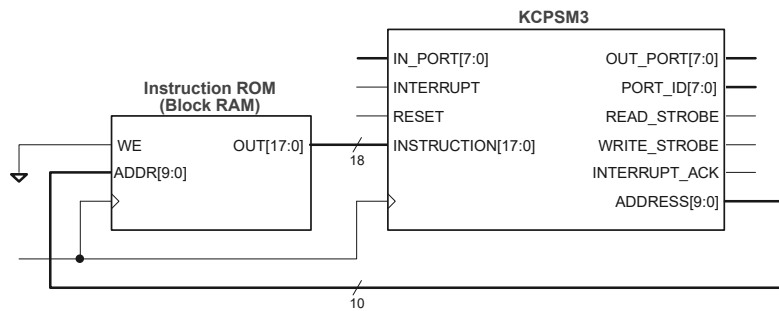 KCPSM3
IN_PORT[7:0]
OUT_PORT[7:0]
INTERRUPT
PORT_ID[7:0]
Instruction ROM
(Block RAM)
RESET
READ_STROBE
WE
OUT[17:0]
18
INSTRUCTION[17:0]
WRITE_STROBE
ADDR[9:0]
INTERRUPT_ACK
ADDRESS[9:0]
10